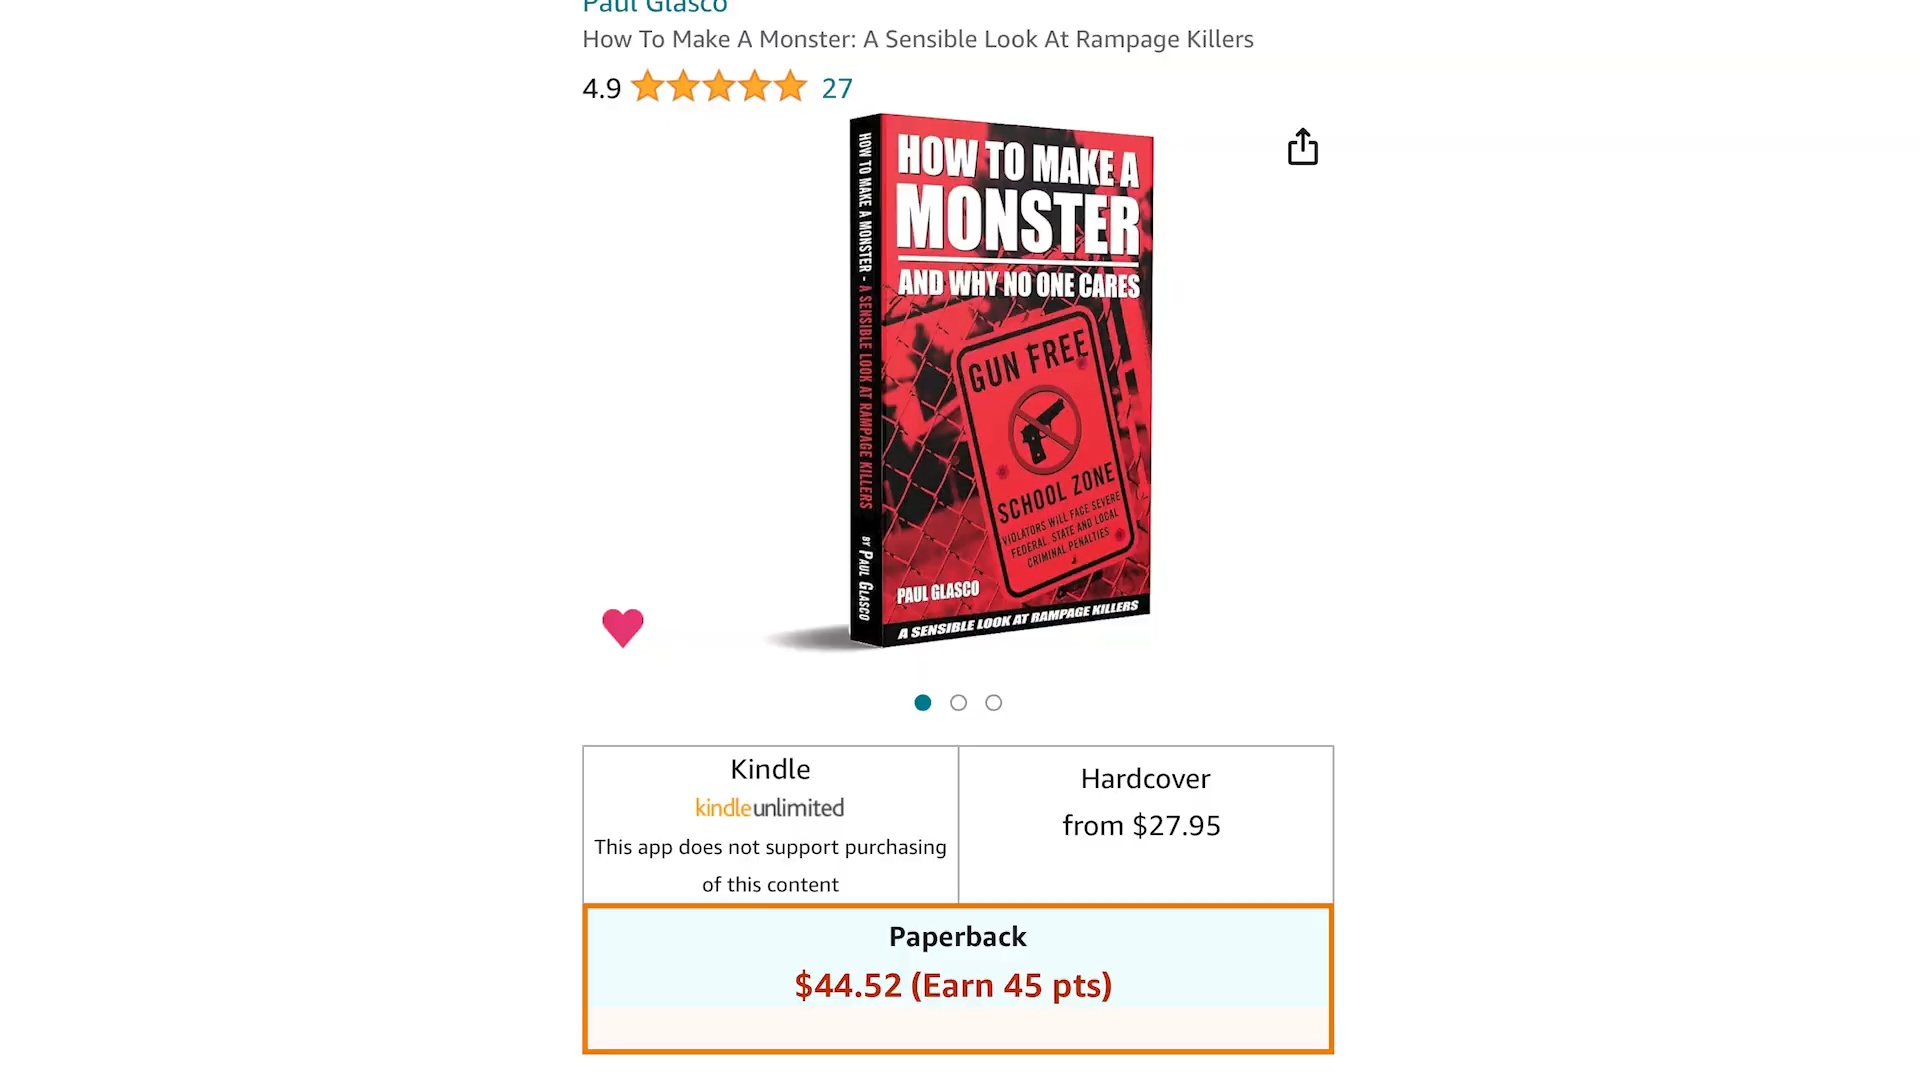 Paul Glasco
How To Make A Monster: A Sensible Look At Rampage Killers
4.9 27
HOW TO MAKE A MONSTER - A SENSIBLE LOOK AT RAMPAGE KILLERS
BY PAUL GLASCO
HOW TO MAKE A
MONSTER
AND WHY NO ONE CARES
GUN FREE
SCHOOL ZONE
VIOLATORS WILL FACE SEVERE
FEDERAL, STATE AND LOCAL
CRIMINAL PENALTIES
PAUL GLASCO
A SENSIBLE LOOK AT RAMPAGE KILLERS
Kindle
kindleunlimited
This app does not support purchasing
of this content
Hardcover
from $27.95
Paperback
$44.52 (Earn 45 pts)